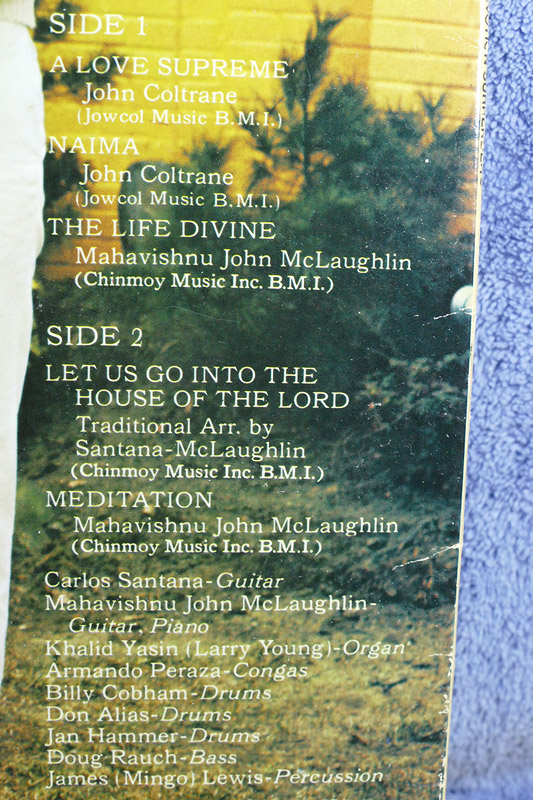 SIDE 1
A LOVE SUPREME
John Coltrane
(Jowcol Music B.M.I.)
NAIMA
John Coltrane
(Jowcol Music B.M.I.)
THE LIFE DIVINE
Mahavishnu John McLaughlin
(Chinmoy Music Inc. B.M.I.)
SIDE 2
LET US GO INTO THE
HOUSE OF THE LORD
Traditional Arr. by
Santana-McLaughlin
(Chinmoy Music Inc. B.M.I.)
MEDITATION
Mahavishnu John McLaughlin
(Chinmoy Music Inc. B.M.I.)
Carlos Santana-Guitar
Mahavishnu John McLaughlin-
Guitar, Piano
Khalid Yasin (Larry Young)-Organ
Armando Peraza-Congas
Billy Cobham-Drums
Don Alias-Drums
Jan Hammer-Drums
Doug Rauch-Bass
James (Mingo) Lewis-Percussion